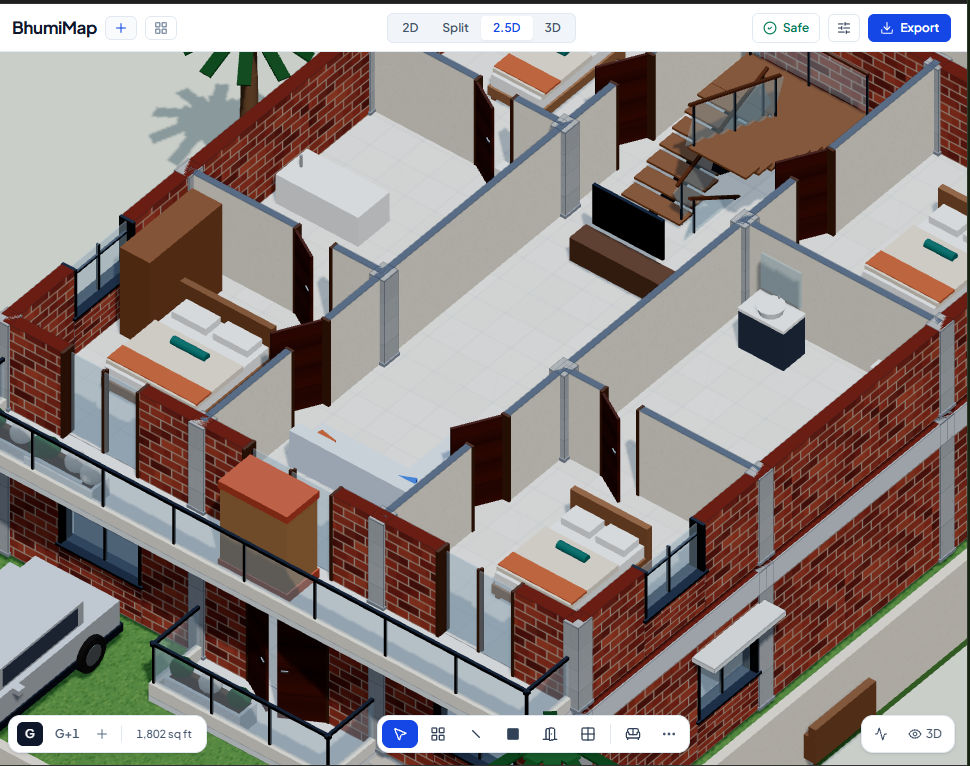 BhumiMap
2D Split 2.5D 3D
Safe
Export
G G+1 1,802 sq ft
3D